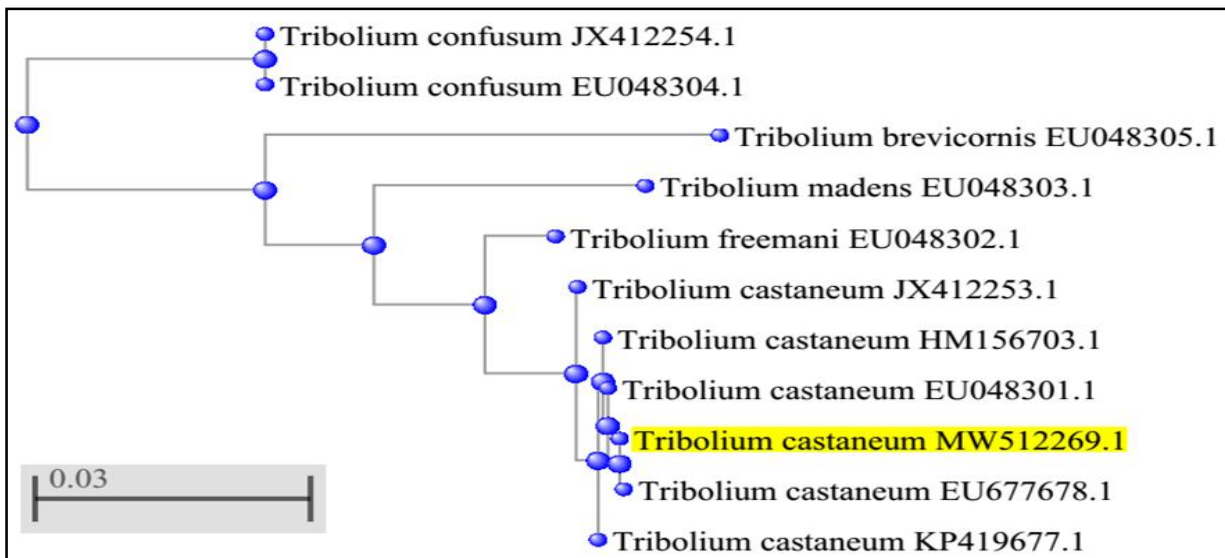 Tribolium confusum JX412254.1
Tribolium confusum EU048304.1
Tribolium brevicornis EU048305.1
Tribolium madens EU048303.1
Tribolium freemani EU048302.1
Tribolium castaneum JX412253.1
Tribolium castaneum HM156703.1
Tribolium castaneum EU048301.1
Tribolium castaneum MW512269.1
Tribolium castaneum EU677678.1
Tribolium castaneum KP419677.1
0.03